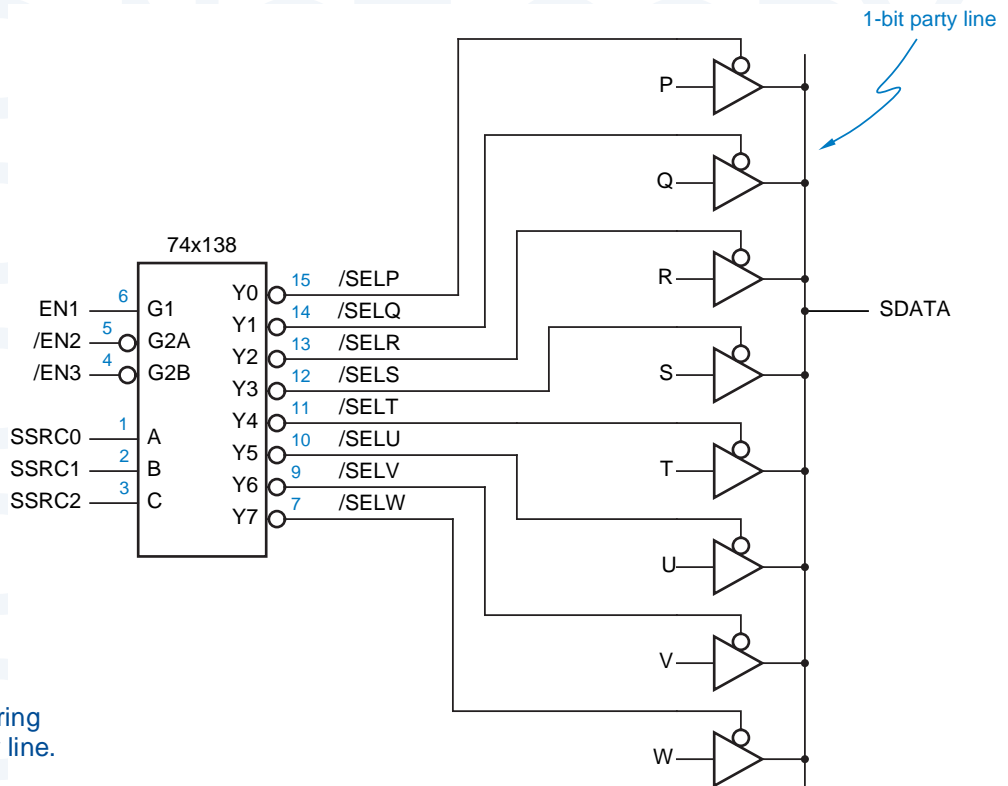 1-bit party line
P
Q
74x138
R
EN1 6 G1 Y0 15 /SELP
/EN2 5 G2A Y1 14 /SELQ
/EN3 4 G2B Y2 13 /SELR
SDATA
Y3 12 /SELS
S
SSRC0 1 A Y4 11 /SELT
SSRC1 2 B Y5 10 /SELU
T
SSRC2 3 C Y6 9 /SELV
Y7 7 /SELW
U
V
ring
line.
W